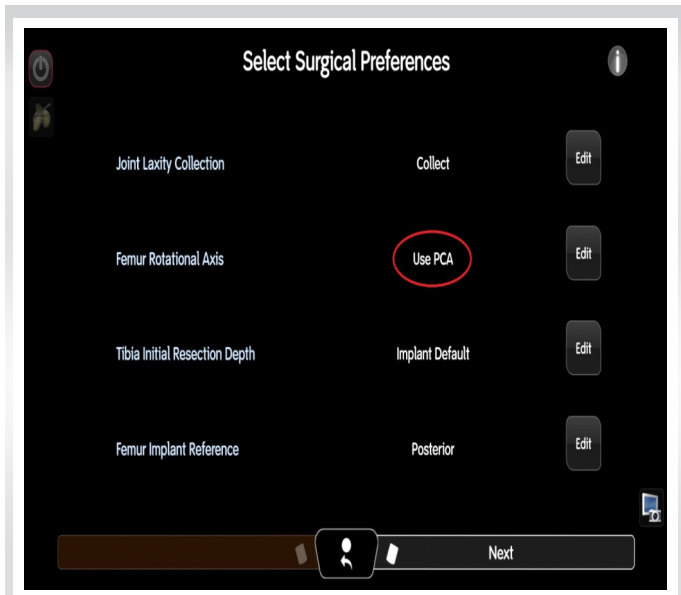 Select Surgical Preferences
Joint Laxity Collection Collect Edit
Femur Rotational Axis Use PCA Edit
Tibia Initial Resection Depth Implant Default Edit
Femur Implant Reference Posterior Edit
Next